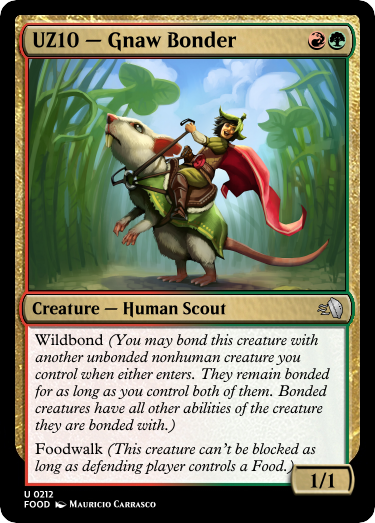 UZ10 — Gnaw Bonder
Creature — Human Scout
Wildbond (You may bond this creature with
another unbonded nonhuman creature you
control when either enters. They remain bonded
for as long as you control both of them. Bonded
creatures have all other abilities of the creature
they are bonded with.)
Foodwalk (This creature can't be blocked as
long as defending player controls a Food.)
1/1
U 0212
FOOD Mauricio Carrasco